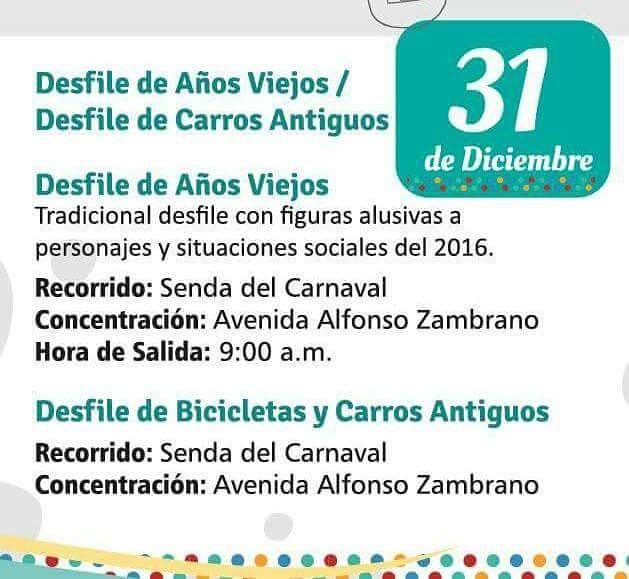 Desfile de Años Viejos /
Desfile de Carros Antiguos
31
de Diciembre
Desfile de Años Viejos
Tradicional desfile con figuras alusivas a
personajes y situaciones sociales del 2016.
Recorrido: Senda del Carnaval
Concentración: Avenida Alfonso Zambrano
Hora de Salida: 9:00 a.m.
Desfile de Bicicletas y Carros Antiguos
Recorrido: Senda del Carnaval
Concentración: Avenida Alfonso Zambrano